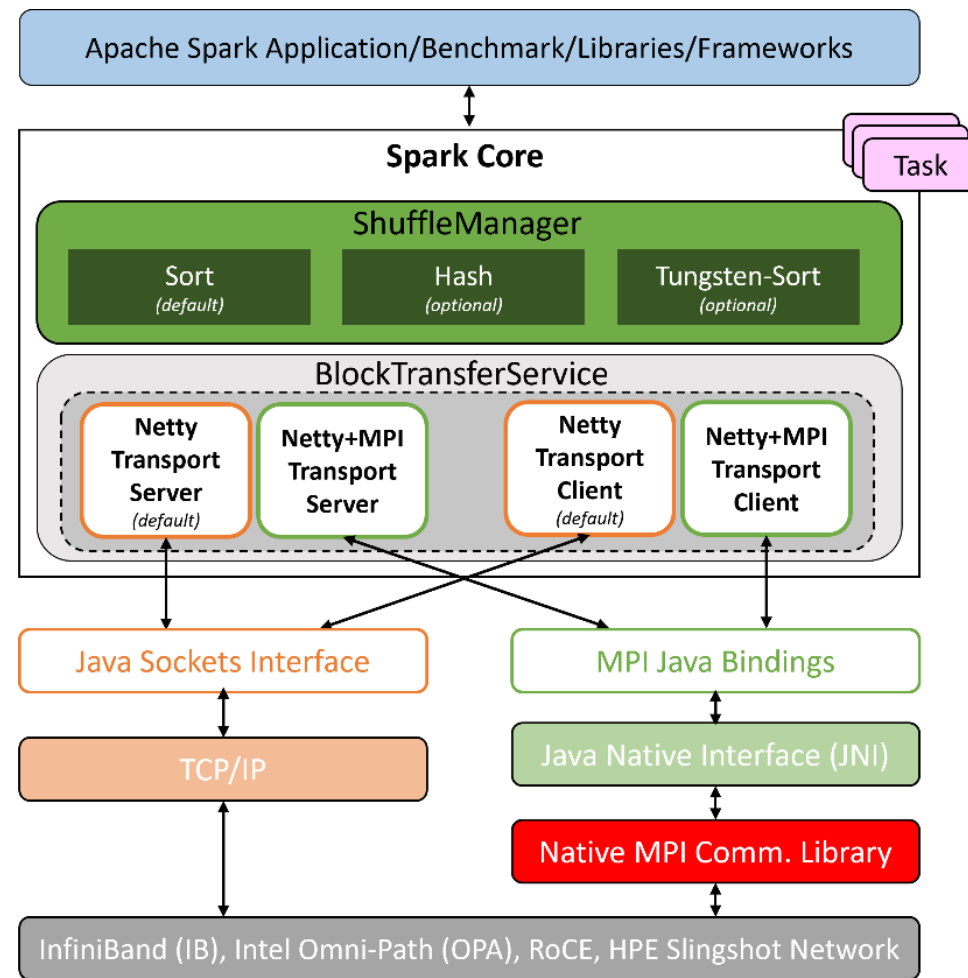 Apache Spark Application/Benchmark/Libraries/Frameworks
Spark Core
Task
ShuffleManager
Sort
(default)
Hash
(optional)
Tungsten-Sort
(optional)
BlockTransferService
Netty
Transport
Server
(default)
Netty+MPI
Transport
Server
Netty
Transport
Client
(default)
Netty+MPI
Transport
Client
Java Sockets Interface
MPI Java Bindings
TCP/IP
Java Native Interface (JNI)
Native MPI Comm. Library
InfiniBand (IB), Intel Omni-Path (OPA), RoCE, HPE Slingshot Network